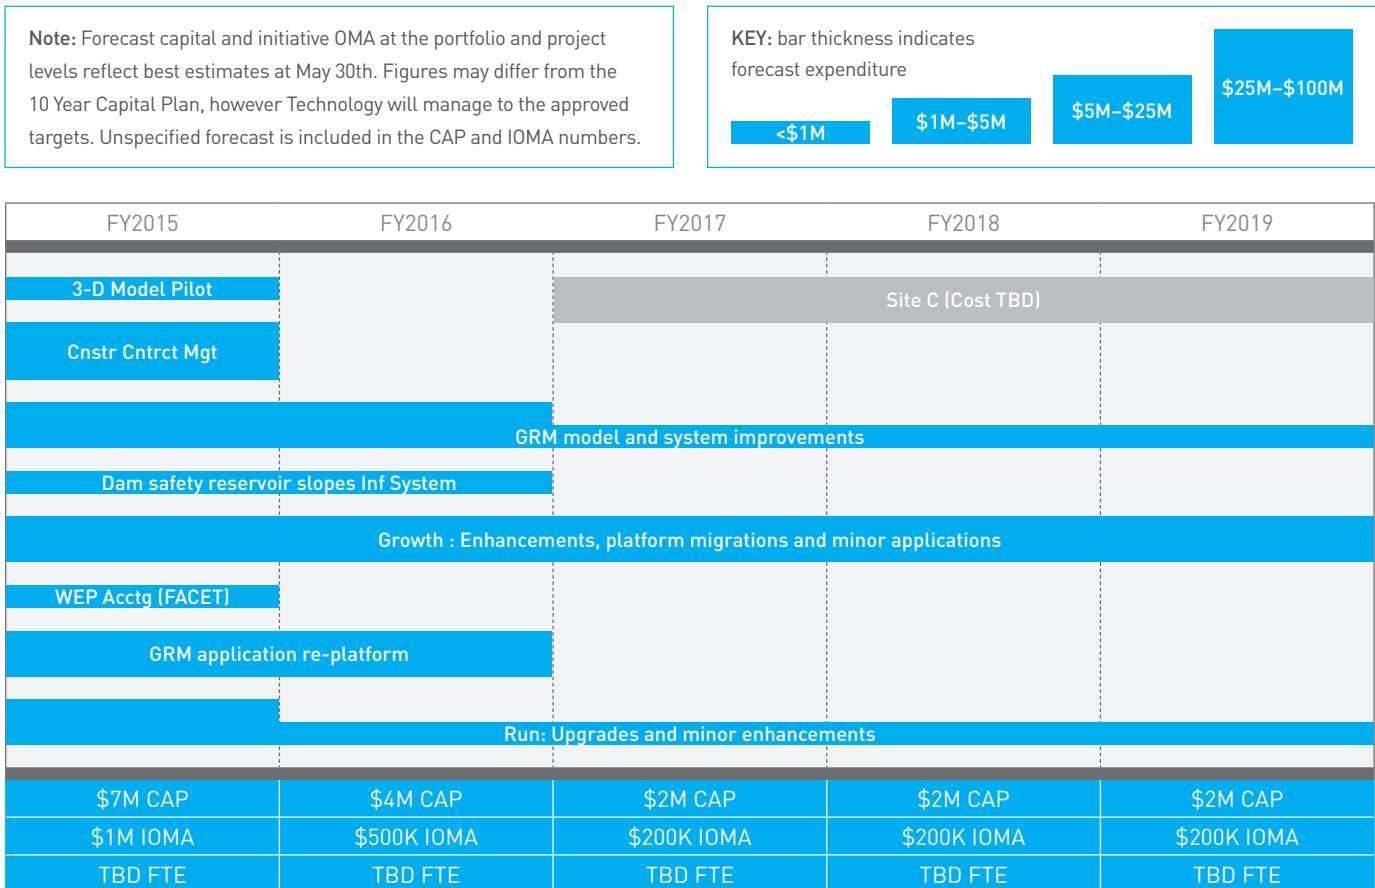 Note: Forecast capital and initiative OMA at the portfolio and project
levels reflect best estimates at May 30th. Figures may differ from the
10 Year Capital Plan, however Technology will manage to the approved
targets. Unspecified forecast is included in the CAP and IOMA numbers.
KEY: bar thickness indicates
forecast expenditure
<$1M
$1M–$5M
$5M–$25M
$25M–$100M
FY2015 FY2016 FY2017 FY2018 FY2019
3-D Model Pilot
Site C (Cost TBD)
Cnstr Cntrct Mgt
GRM model and system improvements
Dam safety reservoir slopes Inf System
Growth : Enhancements, platform migrations and minor applications
WEP Acctg (FACET)
GRM application re-platform
Run: Upgrades and minor enhancements
$7M CAP $4M CAP $2M CAP $2M CAP $2M CAP
$1M IOMA $500K IOMA $200K IOMA $200K IOMA $200K IOMA
TBD FTE TBD FTE TBD FTE TBD FTE TBD FTE